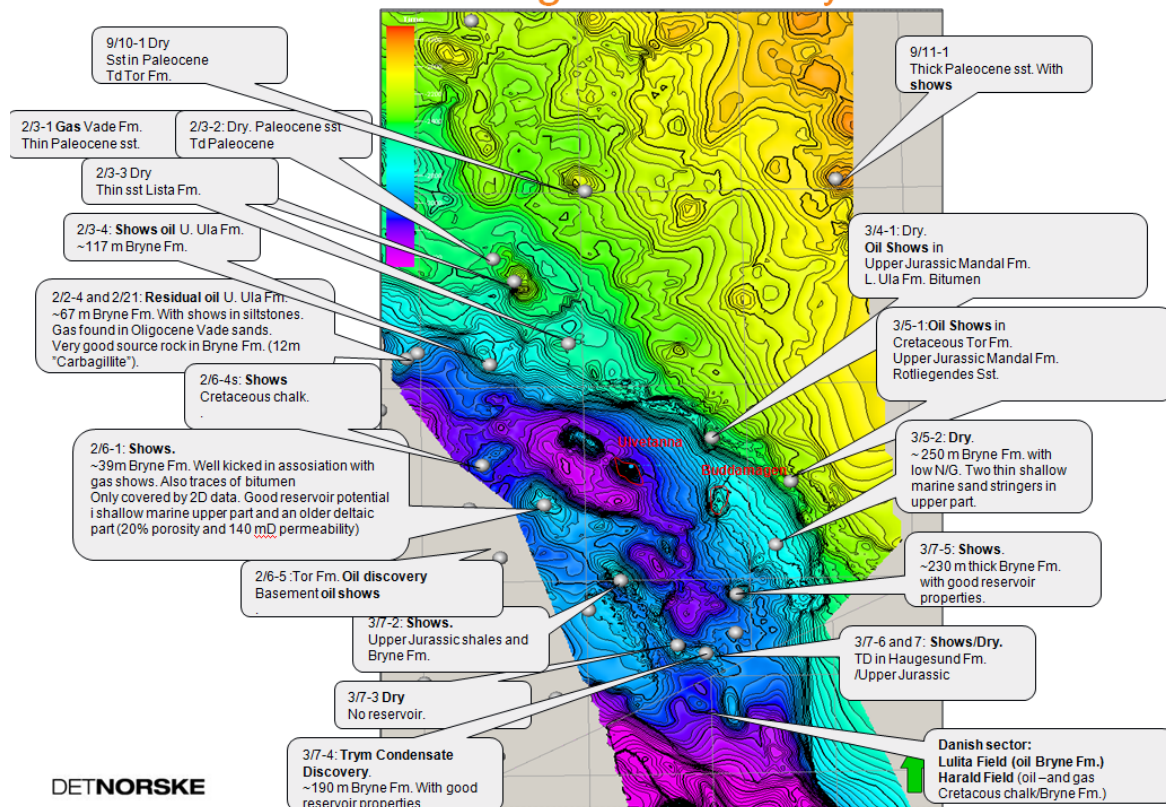 9/10-1 Dry
Sst in Paleocene
Td Tor Fm.
9/11-1
Thick Paleocene sst. With
shows
2/3-1 Gas Vade Fm.
Thin Paleocene sst.
2/3-2: Dry. Paleocene sst
Td Paleocene
2/3-3 Dry
Thin sst Lista Fm.
2/3-4: Shows oil U. Ula Fm.
~117 m Bryne Fm.
3/4-1: Dry.
Oil Shows in
Upper Jurassic Mandal Fm.
L. Ula Fm. Bitumen
2/2-4 and 2/21: Residual oil U. Ula Fm.
~67 m Bryne Fm. With shows in siltstones.
Gas found in Oligocene Vade sands.
Very good source rock in Bryne Fm. (12m
"Carbagillite").
3/5-1:Oil Shows in
Cretaceous Tor Fm.
Upper Jurassic Mandal Fm.
Rotliegendes Sst.
2/6-4s: Shows
Cretaceous chalk.
.
2/6-1: Shows.
~39m Bryne Fm. Well kicked in assosiation with
gas shows. Also traces of bitumen
Only covered by 2D data. Good reservoir potential
i shallow marine upper part and an older deltaic
part (20% porosity and 140 mD permeability)
Ulvetanna
3/5-2: Dry.
~ 250 m Bryne Fm. with
low N/G. Two thin shallow
marine sand stringers in
upper part.
2/6-5 :Tor Fm. Oil discovery
Basement oil shows
.
3/7-5: Shows.
~230 m thick Bryne Fm.
with good reservoir
properties.
3/7-2: Shows.
Upper Jurassic shales and
Bryne Fm.
3/7-6 and 7: Shows/Dry.
TD in Haugesund Fm.
/Upper Jurassic
3/7-3 Dry
No reservoir.
3/7-4: Trym Condensate
Discovery.
~190 m Bryne Fm. With good
reservoir properties
Danish sector:
Lulita Field (oil Bryne Fm.)
Harald Field (oil –and gas
Cretacous chalk/Bryne Fm.)
DETNORSKE